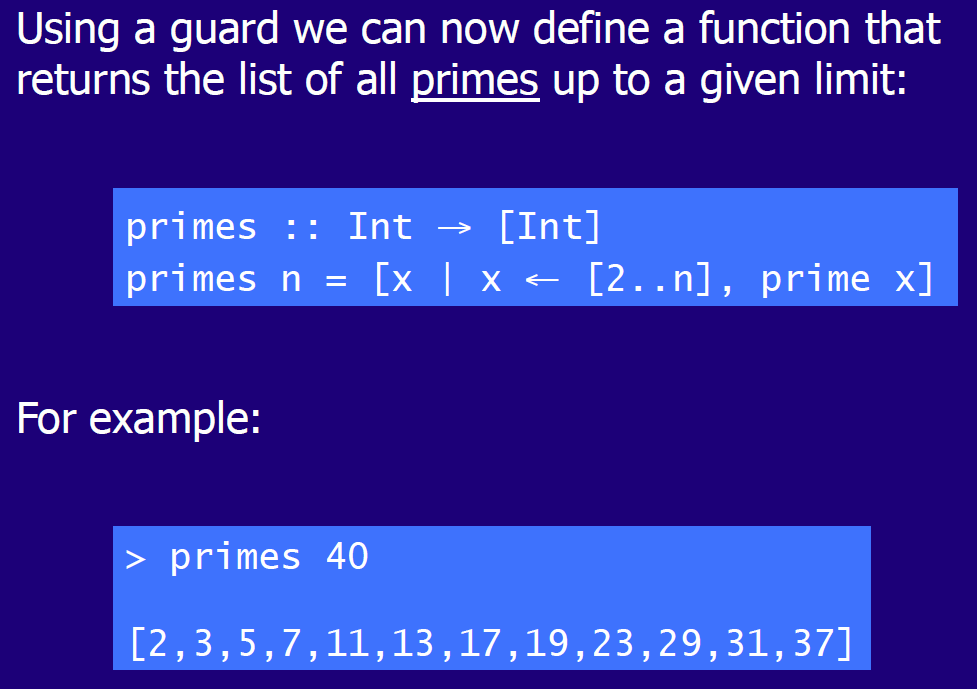 Using a guard we can now define a function that
returns the list of all primes up to a given limit:
primes :: Int → [Int]
primes n = [x | x ← [2..n], prime x]
For example:
> primes 40
[2,3,5,7,11,13,17,19,23,29,31,37]